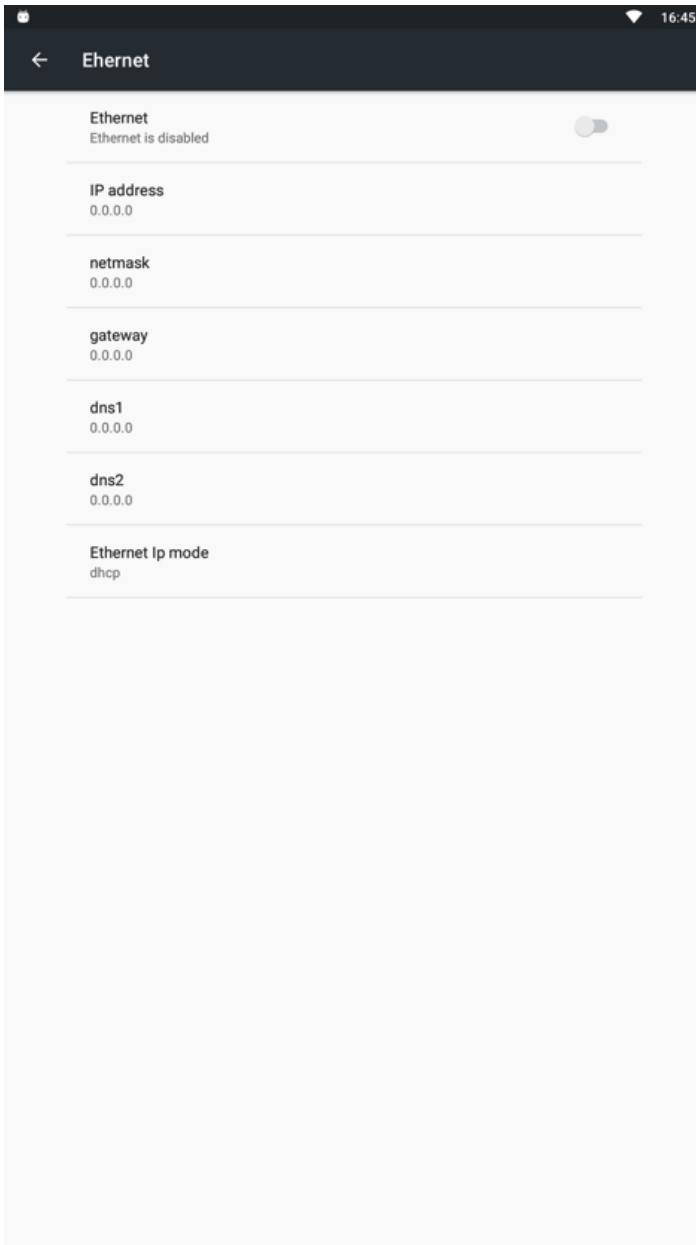 16:45
Ehernet
Ethernet
Ethernet is disabled
IP address
0.0.0.0
netmask
0.0.0.0
gateway
0.0.0.0
dns1
0.0.0.0
dns2
0.0.0.0
Ethernet Ip mode
dhcp